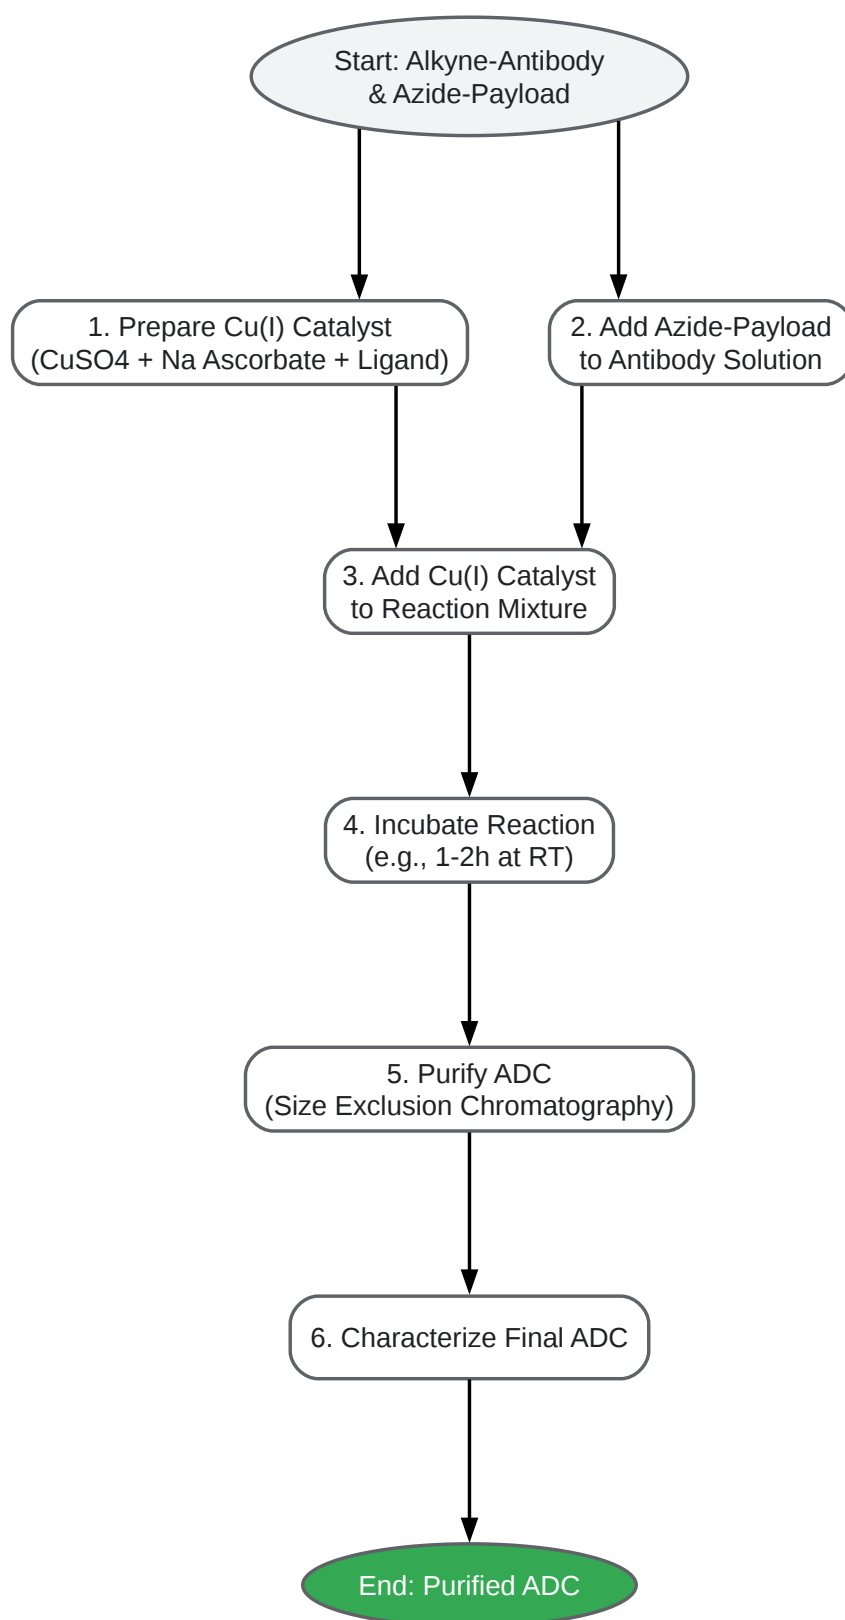 Start: Alkyne-Antibody
& Azide-Payload
1. Prepare Cu(I) Catalyst
(CuSO4 + Na Ascorbate + Ligand)
2. Add Azide-Payload
to Antibody Solution
3. Add Cu(I) Catalyst
to Reaction Mixture
4. Incubate Reaction
(e.g., 1-2h at RT)
5. Purify ADC
(Size Exclusion Chromatography)
6. Characterize Final ADC
End: Purified ADC